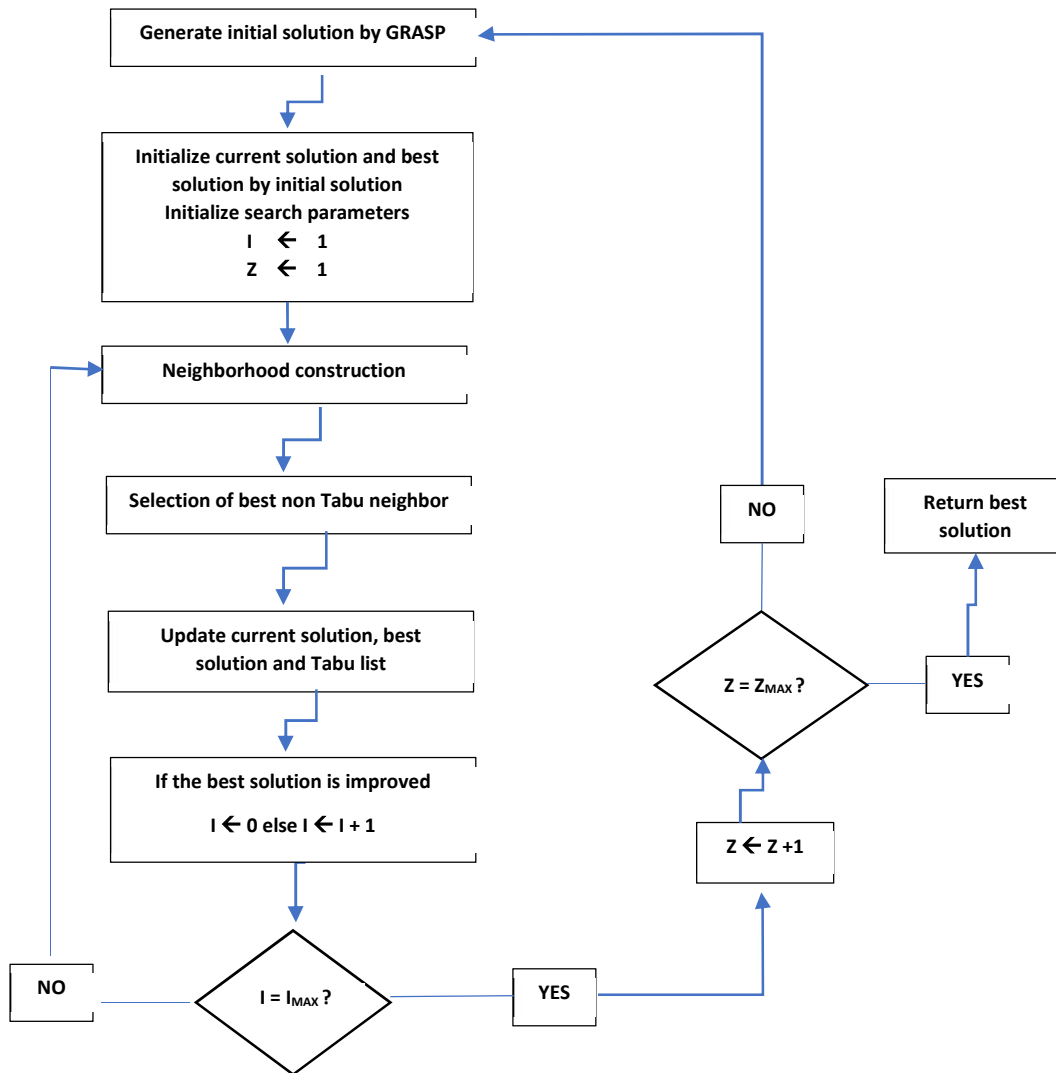 Generate initial solution by GRASP
Initialize current solution and best
solution by initial solution
Initialize search parameters
I ← 1
Z ← 1
Neighborhood construction
Selection of best non Tabu neighbor
Update current solution, best
solution and Tabu list
If the best solution is improved
I ← 0 else I ← I + 1
NO
I = IMAX ?
YES
Z ← Z +1
Z = ZMAX ?
NO
YES
Return best
solution